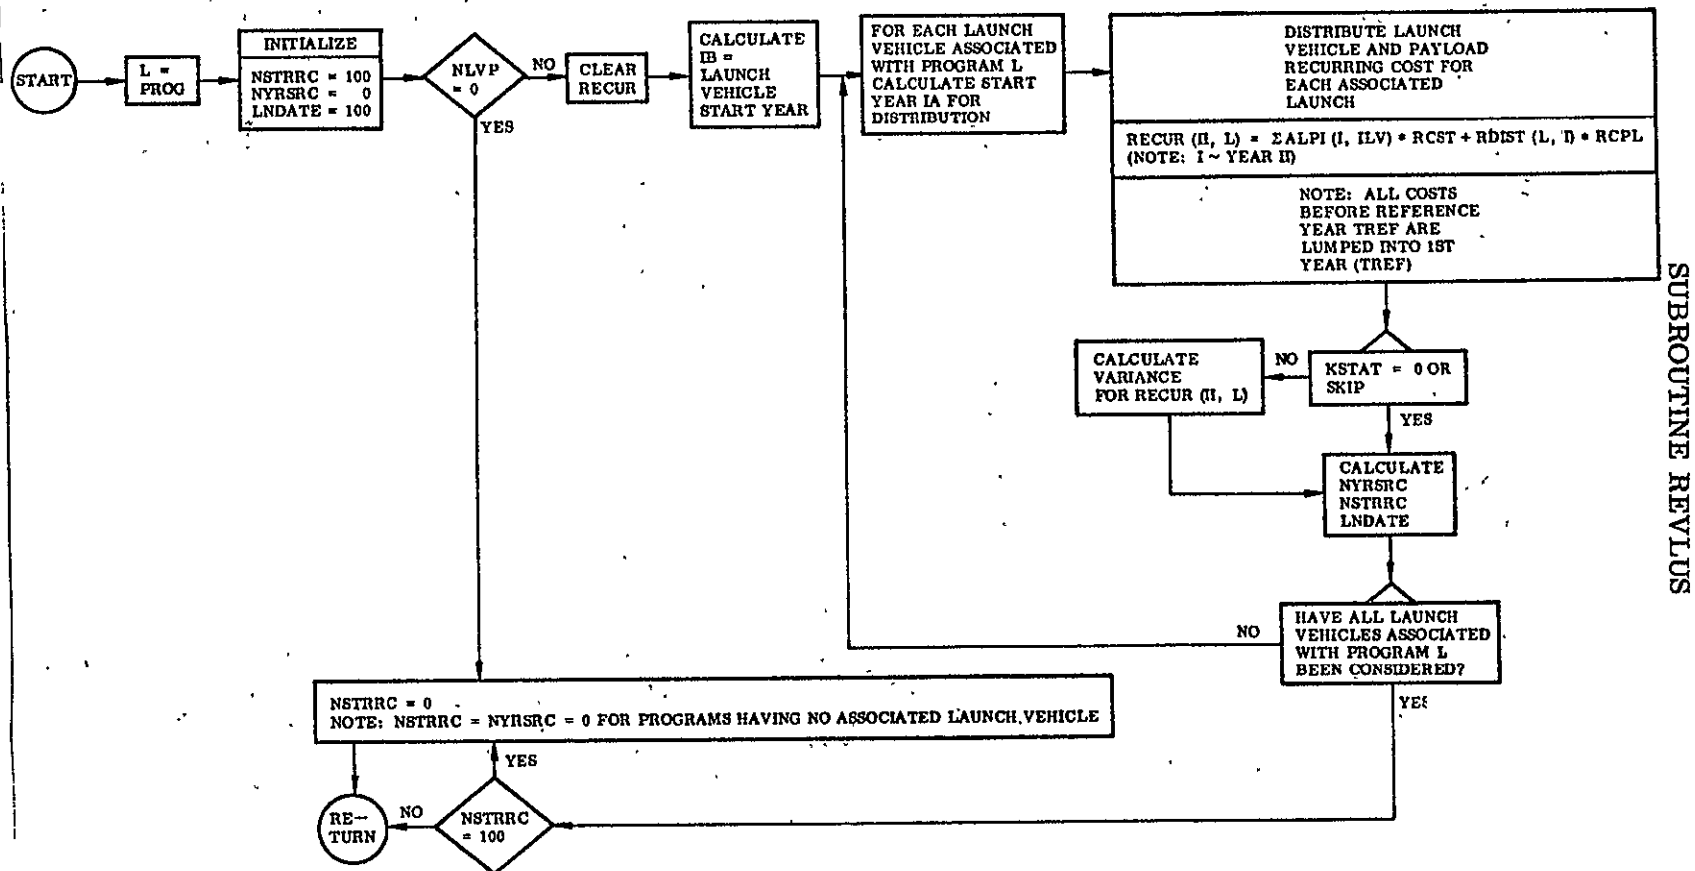 START
L =
PROG
INITIALIZE
NSTRRC = 100
NYRSRC = 0
LNDATE = 100
NLVP
= 0
NO
YES
CLEAR
RECUR
CALCULATE
IB =
LAUNCH
VEHICLE
START YEAR
FOR EACH LAUNCH
VEHICLE ASSOCIATED
WITH PROGRAM L
CALCULATE START
YEAR IA FOR
DISTRIBUTION
DISTRIBUTE LAUNCH
VEHICLE AND PAYLOAD
RECURRING COST FOR
EACH ASSOCIATED
LAUNCH
RECUR (II, L) = ΣALPI (I, ILV) * RCST + RDIST (L, I) * RCPL
(NOTE: I ~ YEAR II)
NOTE: ALL COSTS
BEFORE REFERENCE
YEAR TREF ARE
LUMPED INTO 1ST
YEAR (TREF)
KSTAT = 0 OR
SKIP
NO
YES
CALCULATE
VARIANCE
FOR RECUR (II, L)
CALCULATE
NYRSRC
NSTRRC
LNDATE
HAVE ALL LAUNCH
VEHICLES ASSOCIATED
WITH PROGRAM L
BEEN CONSIDERED?
NO
YES
NSTRRC = 0
NOTE: NSTRRC = NYRSRC = 0 FOR PROGRAMS HAVING NO ASSOCIATED LAUNCH VEHICLE
YES
NSTRRC
= 100
NO
RE-
TURN
SUBROUTINE REVLUS